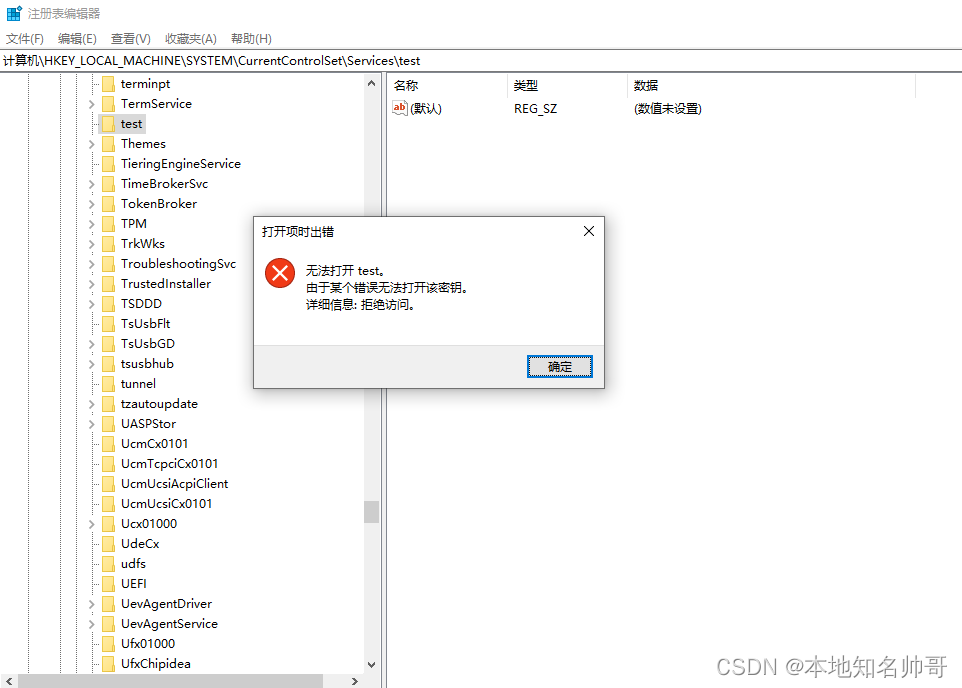 注册表编辑器
文件(F) 编辑(E) 查看(V) 收藏夹(A) 帮助(H)
计算机\HKEY_LOCAL_MACHINE\SYSTEM\CurrentControlSet\Services\test
terminpt
TermService
test
Themes
TieringEngineService
TimeBrokerSvc
TokenBroker
TPM
TrkWks
TroubleshootingSvc
TrustedInstaller
TSDDD
TsUsbFlt
TsUsbGD
tsusbhub
tunnel
tzautoupdate
UASPStor
UcmCx0101
UcmTcpciCx0101
UcmUcsiAcpiClient
UcmUcsiCx0101
Ucx01000
UdeCx
udfs
UEFI
UevAgentDriver
UevAgentService
Ufx01000
UfxChipidea
名称 类型 数据
ab (默认) REG_SZ (数值未设置)
打开项时出错
无法打开 test。
由于某个错误无法打开该密钥。
详细信息: 拒绝访问。
确定
CSDN @本地知名帅哥